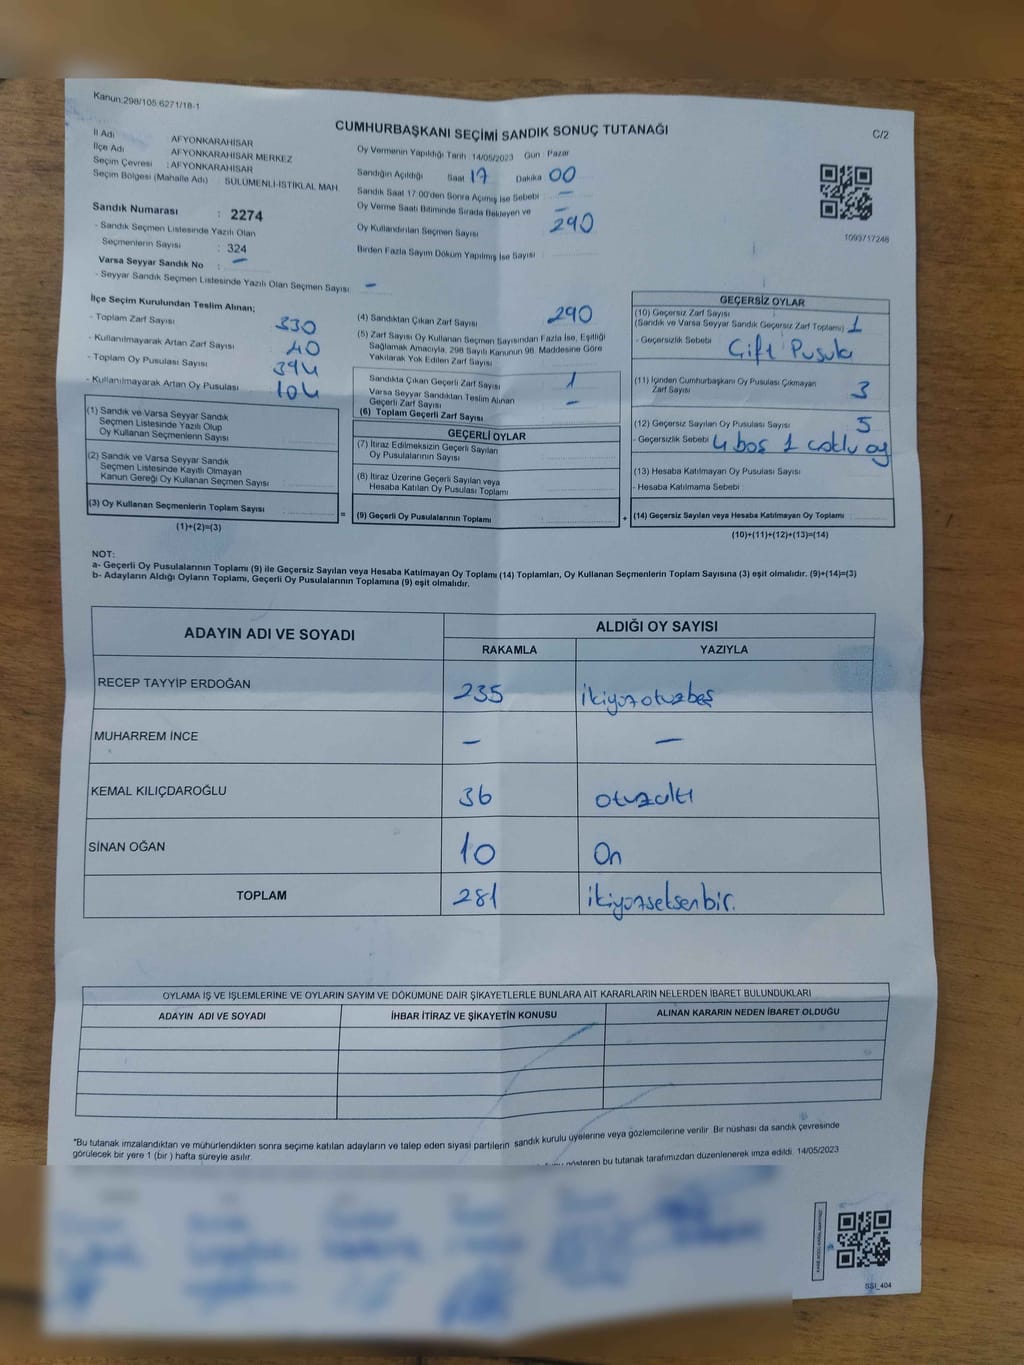 Kanun:298/105.6271/18-1
CUMHURBAŞKANI SEÇİMİ SANDIK SONUÇ TUTANAĞI
C/2
İl Adı AFYONKARAHİSAR
İlçe Adı AFYONKARAHİSAR MERKEZ
Seçim Çevresi : AFYONKARAHİSAR
Seçim Bölgesi (Mahalle Adı) SÜLÜMENLİ-İSTİKLAL MAH
Sandık Numarası : 2274
- Sandık Seçmen Listesinde Yazılı Olan
Seçmenlerin Sayısı : 324
Varsa Seyyar Sandık No : –
- Seyyar Sandık Seçmen Listesinde Yazılı Olan Seçmen Sayısı –
Oy Vermenin Yapıldığı Tarih 14/05/2023 Gün Pazar
Sandığın Açıldığı Saat 17 Dakika 00
Sandık Saat 17:00'den Sonra Açılmış İse Sebebi : –
Oy Verme Saati Bitiminde Sırada Bekleyen ve –
Oy Kullandırılan Seçmen Sayısı 290
Birden Fazla Sayım Döküm Yapılmış İse Sayısı
1093717246
İlçe Seçim Kurulundan Teslim Alınan;
- Toplam Zarf Sayısı 330
- Kullanılmayarak Artan Zarf Sayısı 40
- Toplam Oy Pusulası Sayısı 394
- Kullanılmayarak Artan Oy Pusulası 104
(4) Sandıktan Çıkan Zarf Sayısı 290
(5) Zarf Sayısı Oy Kullanan Seçmen Sayısından Fazla İse, Eşitliği
Sağlamak Amacıyla, 298 Sayılı Kanunun 98. Maddesine Göre
Yakılarak Yok Edilen Zarf Sayısı
Sandıkta Çıkan Geçerli Zarf Sayısı 1
Varsa Seyyar Sandıktan Teslim Alınan
Geçerli Zarf Sayısı –
(6) Toplam Geçerli Zarf Sayısı
GEÇERLİ OYLAR
(7) İtiraz Edilmeksizin Geçerli Sayılan
Oy Pusulalarının Sayısı
(8) İtiraz Üzerine Geçerli Sayılan veya
Hesaba Katılan Oy Pusulası Toplamı
= (9) Geçerli Oy Pusulalarının Toplamı
GEÇERSİZ OYLAR
(10) Geçersiz Zarf Sayısı
(Sandık ve Varsa Seyyar Sandık Geçersiz Zarf Toplamı) 1
- Geçersizlik Sebebi : Çift Pusula
(11) İçinden Cumhurbaşkanı Oy Pusulası Çıkmayan
Zarf Sayısı 3
(12) Geçersiz Sayılan Oy Pusulası Sayısı 5
- Geçersizlik Sebebi 4 boş 1 çoklu oy
(13) Hesaba Katılmayan Oy Pusulası Sayısı
- Hesaba Katılmama Sebebi
+ (14) Geçersiz Sayılan veya Hesaba Katılmayan Oy Toplamı
(10)+(11)+(12)+(13)=(14)
(1) Sandık ve Varsa Seyyar Sandık
Seçmen Listesinde Yazılı Olup
Oy Kullanan Seçmenlerin Sayısı
(2) Sandık ve Varsa Seyyar Sandık
Seçmen Listesinde Kayıtlı Olmayan
Kanun Gereği Oy Kullanan Seçmen Sayısı
(3) Oy Kullanan Seçmenlerin Toplam Sayısı
(1)+(2)=(3)
NOT:
a- Geçerli Oy Pusulalarının Toplamı (9) ile Geçersiz Sayılan veya Hesaba Katılmayan Oy Toplamı (14) Toplamları, Oy Kullanan Seçmenlerin Toplam Sayısına (3) eşit olmalıdır. (9)+(14)=(3)
b- Adayların Aldığı Oyların Toplamı, Geçerli Oy Pusulalarının Toplamına (9) eşit olmalıdır.
ADAYIN ADI VE SOYADI
ALDIĞI OY SAYISI
RAKAMLA YAZIYLA
RECEP TAYYİP ERDOĞAN 235 ikiyüzotuzbeş
MUHARREM İNCE – –
KEMAL KILIÇDAROĞLU 36 otuzaltı
SİNAN OĞAN 10 On
TOPLAM 281 ikiyüzseksenbir.
OYLAMA İŞ VE İŞLEMLERİNE VE OYLARIN SAYIM VE DÖKÜMÜNE DAİR ŞİKAYETLERLE BUNLARA AİT KARARLARIN NELERDEN İBARET BULUNDUKLARI
ADAYIN ADI VE SOYADI İHBAR İTİRAZ VE ŞİKAYETİN KONUSU ALINAN KARARIN NEDEN İBARET OLDUĞU
*Bu tutanak imzalandıktan ve mühürlendikten sonra seçime katılan adayların ve talep eden siyasi partilerin sandık kurulu üyelerine veya gözlemcilerine verilir. Bir nüshası da sandık çevresinde
görülecek bir yere 1 (bir ) hafta süreyle asılır.
gösteren bu tutanak tarafımızdan düzenlenerek imza edildi. 14/05/2023
SSI_404